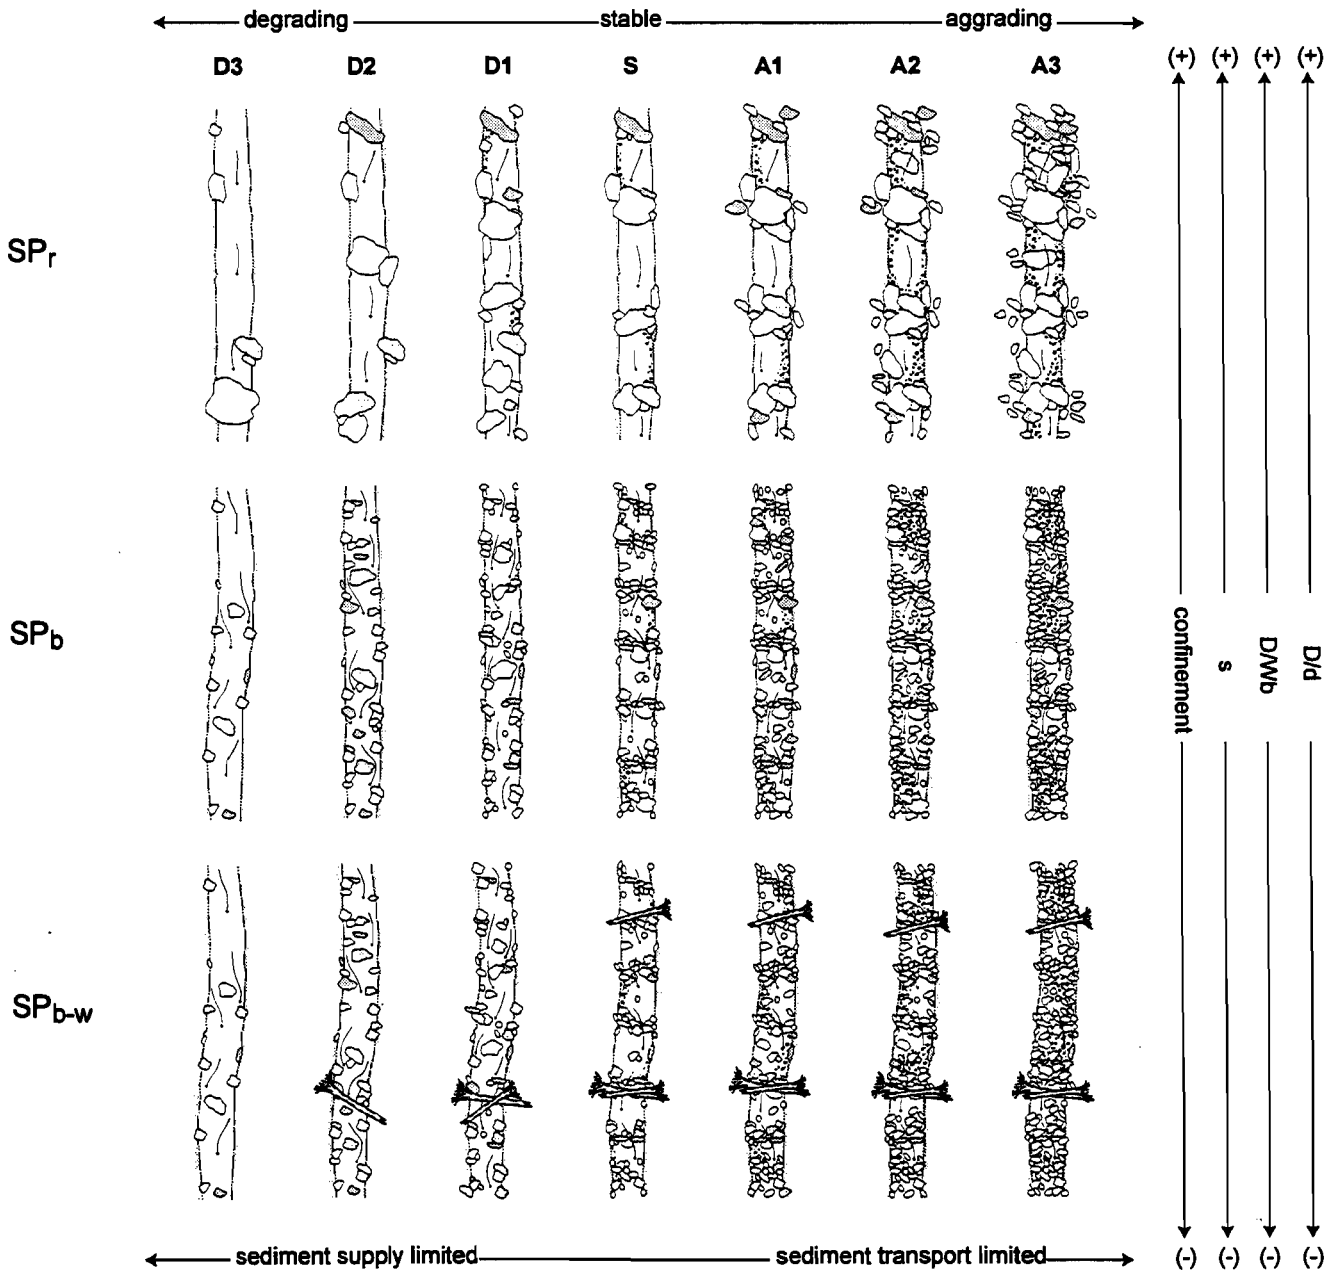 degrading stable aggrading
D3 D2 D1 S A1 A2 A3 (+) (+) (+) (+)
SPr
SPb
confinement s D/Wb D/d
SPb-w
sediment supply limited sediment transport limited (-) (-) (-) (-)